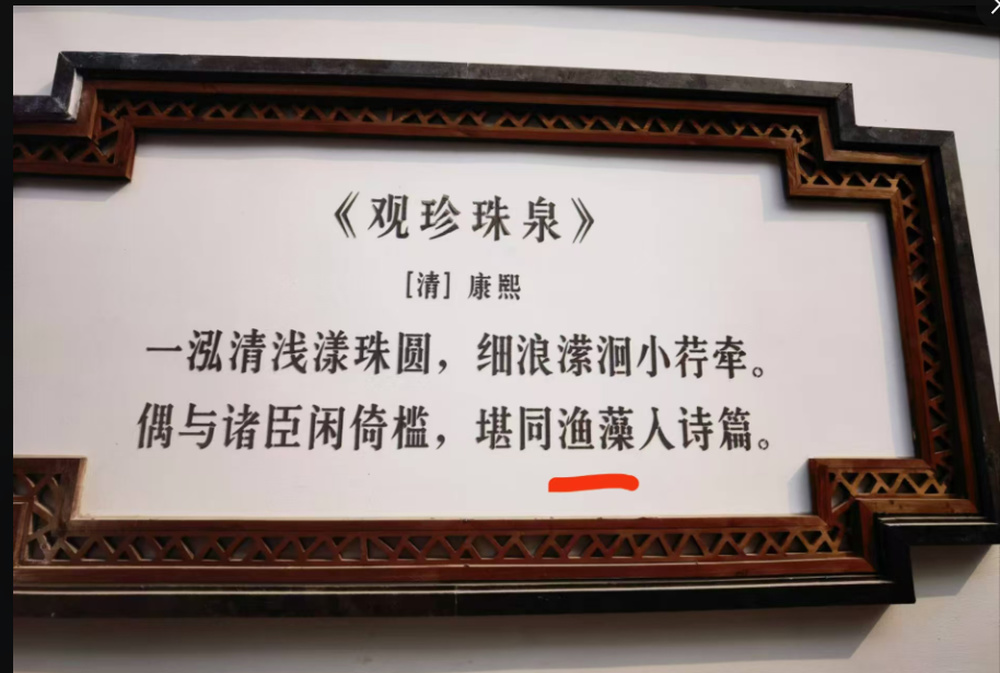 《观珍珠泉》
[清] 康熙
一泓清浅漾珠圆，细浪潆洄小荇牵。
偶与诸臣闲倚槛，堪同渔藻入诗篇。